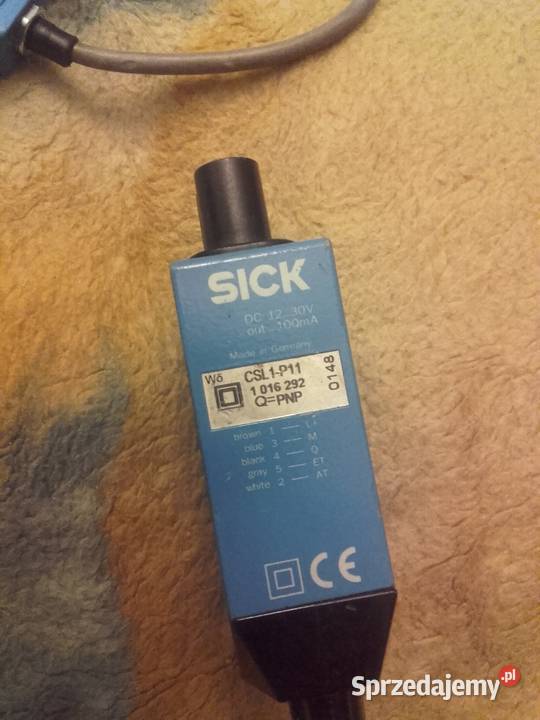 SICK
DC 12...30V
out=100mA
Made in Germany
Wö CSL1-P11
1 016 292
Q=PNP
0148
brown 1 — L+
blue 3 — M
black 4 — Q
gray 5 — ET
white 2 — AT
CE
Sprzedajemy.pl